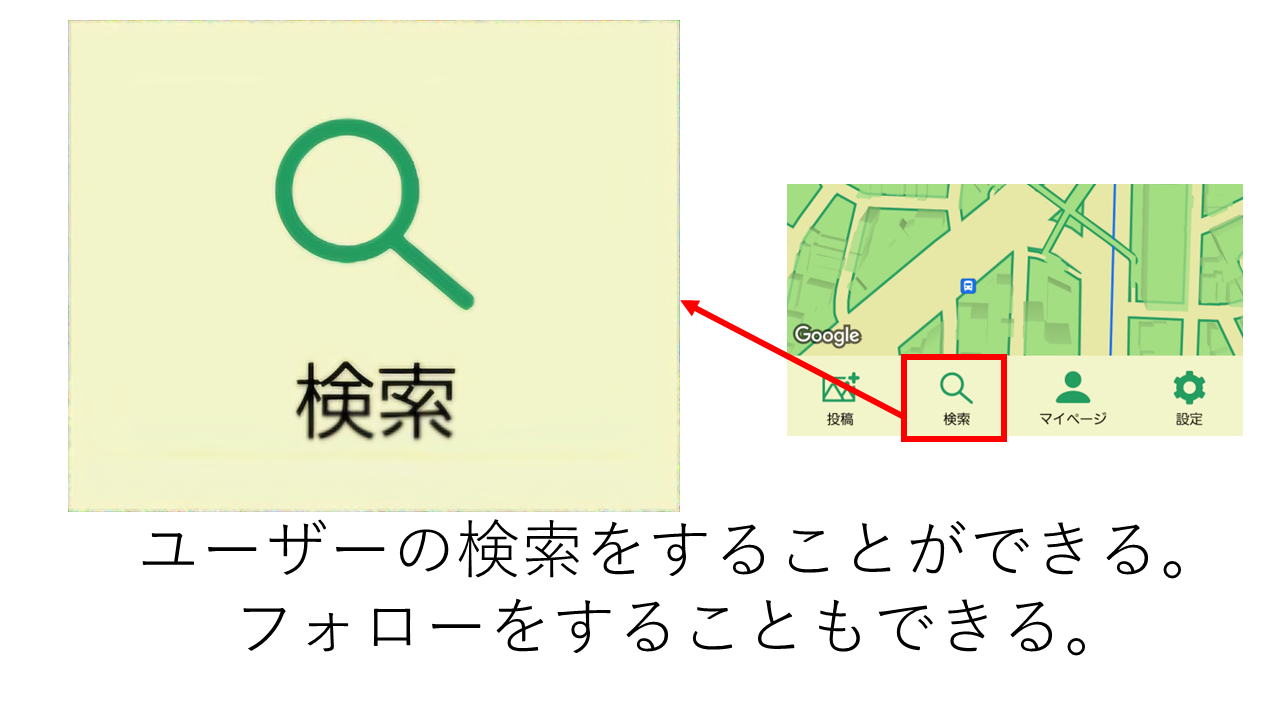 検索
Google
投稿
検索
マイページ
設定
ユーザーの検索をすることができる。
フォローをすることもできる。